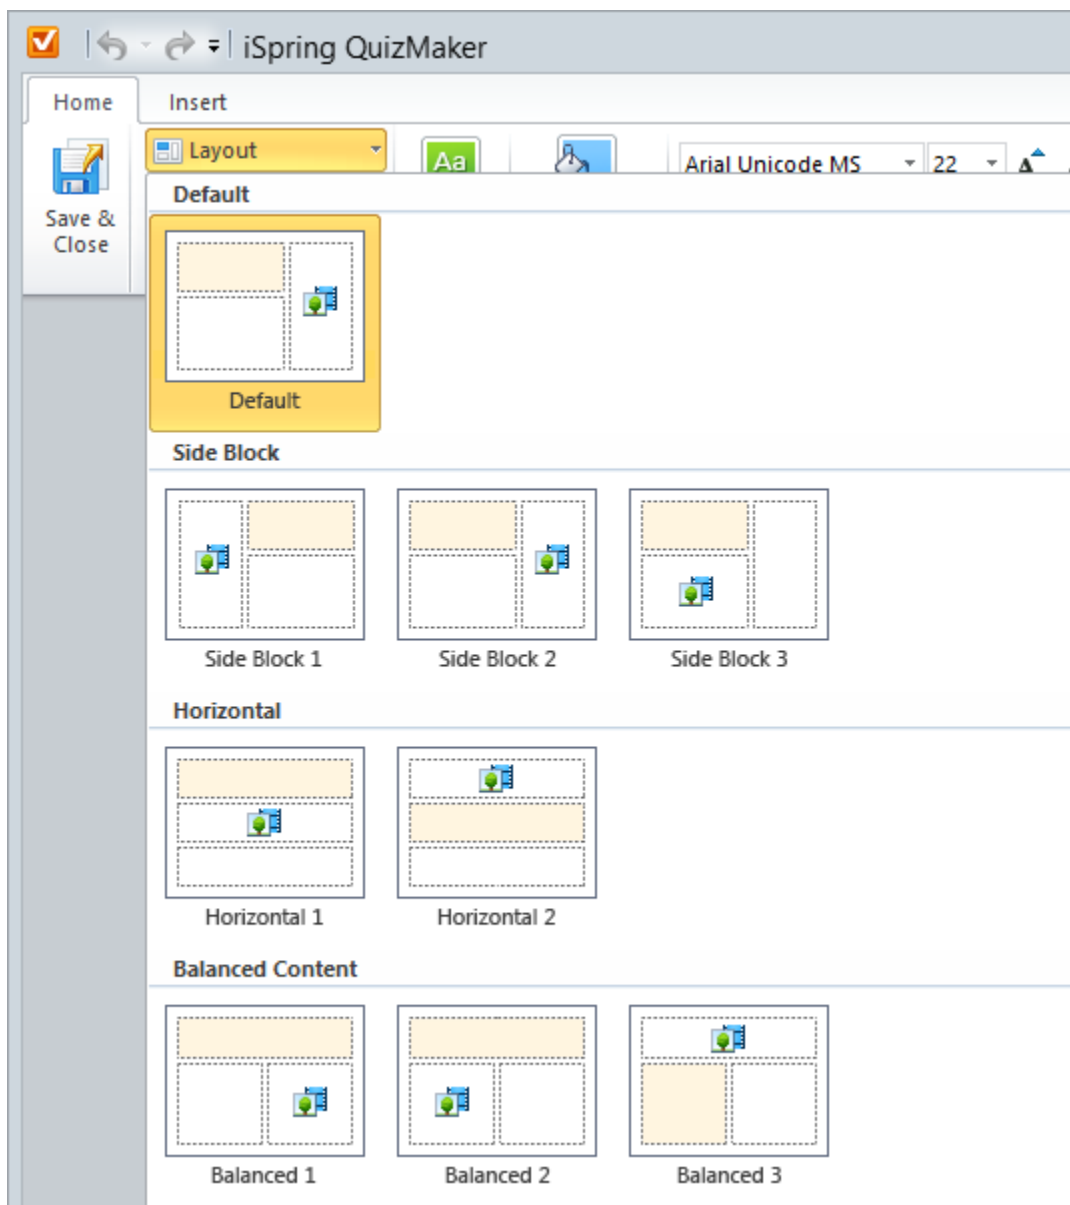 iSpring QuizMaker
Home Insert
Layout
Aa
Arial Unicode MS 22 A
Save &
Close
Default
Default
Side Block
Side Block 1 Side Block 2 Side Block 3
Horizontal
Horizontal 1 Horizontal 2
Balanced Content
Balanced 1 Balanced 2 Balanced 3